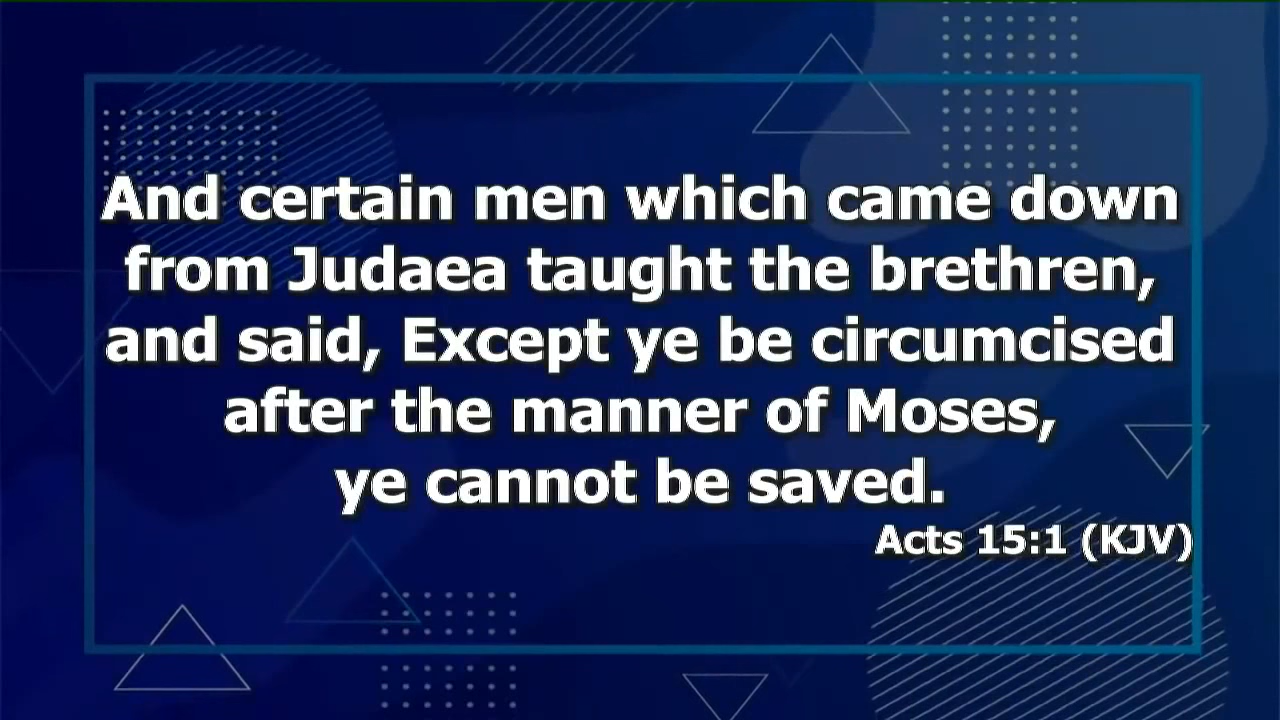 And certain men which came down
from Judaea taught the brethren,
and said, Except ye be circumcised
after the manner of Moses,
ye cannot be saved.
Acts 15:1 (KJV)